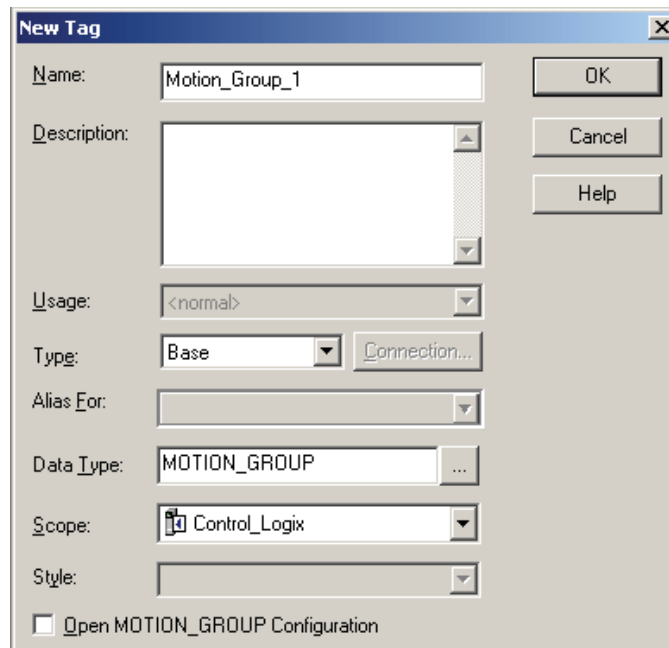 New Tag
Name: Motion_Group_1 OK
Description: Cancel
Help
Usage: <normal>
Type: Base Connection...
Alias For:
Data Type: MOTION_GROUP ...
Scope: Control_Logix
Style:
Open MOTION_GROUP Configuration